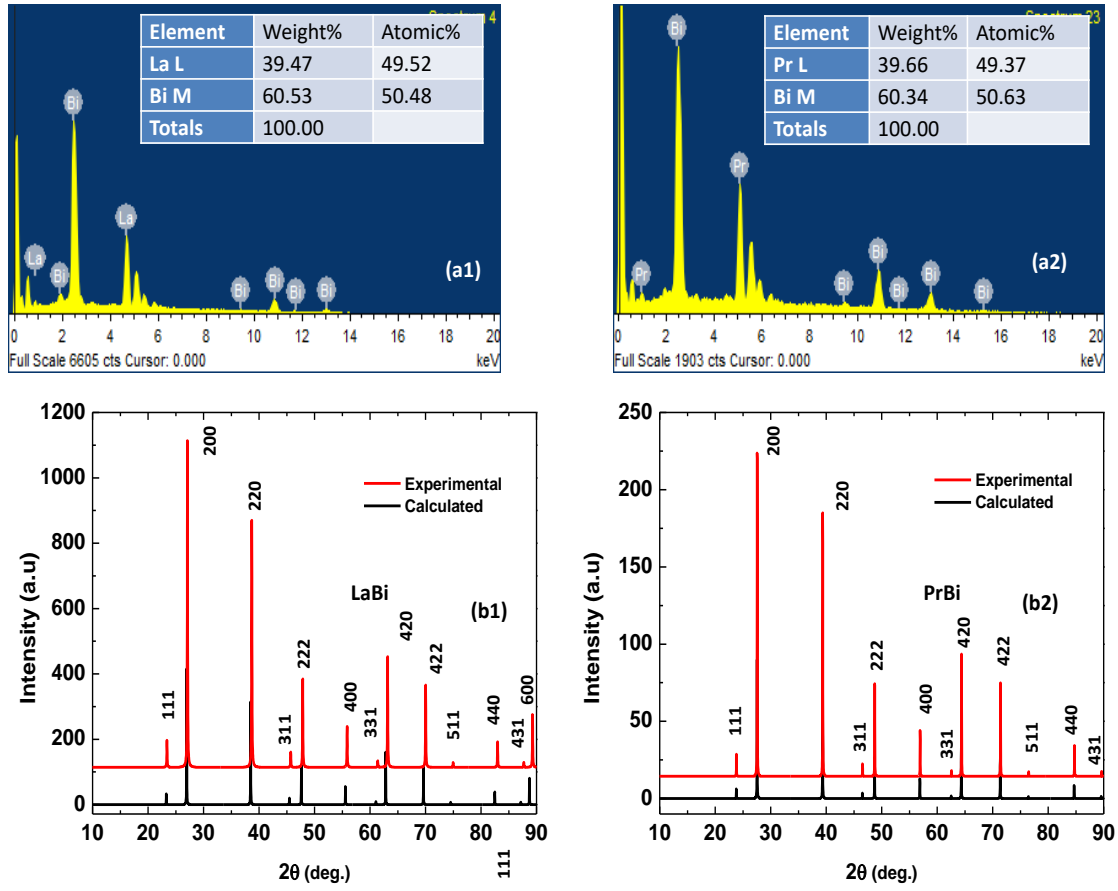 Spectrum 4
Element Weight% Atomic%
La L 39.47 49.52
Bi M 60.53 50.48
Totals 100.00
Bi
La
La
Bi
Bi
Bi
Bi
Bi
(a1)
0 2 4 6 8 10 12 14 16 18 20
Full Scale 6605 cts Cursor: 0.000 keV
Spectrum 23
Element Weight% Atomic%
Pr L 39.66 49.37
Bi M 60.34 50.63
Totals 100.00
Bi
Pr
Pr
Bi
Bi
Bi
Bi
Bi
(a2)
0 2 4 6 8 10 12 14 16 18 20
Full Scale 1903 cts Cursor: 0.000 keV
Intensity (a.u)
1200
1000
800
600
400
200
0
200
220
Experimental
Calculated
LaBi
(b1)
111
311
222
400
331
420
422
511
440
431
600
10 20 30 40 50 60 70 80 90
2θ (deg.)
111
Intensity (a.u)
250
200
150
100
50
0
200
220
Experimental
Calculated
PrBi
(b2)
111
311
222
400
331
420
422
511
440
431
10 20 30 40 50 60 70 80 90
2θ (deg.)